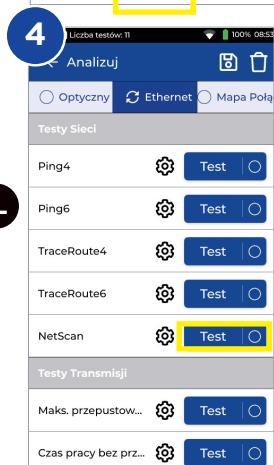 4
Liczba testów: 11 100% 08:53
← Analizuj
Optyczny Ethernet Mapa Połą
Testy Sieci
Ping4 Test
Ping6 Test
TraceRoute4 Test
TraceRoute6 Test
NetScan Test
Testy Transmisji
Maks. przepustow... Test
Czas pracy bez prz... Test